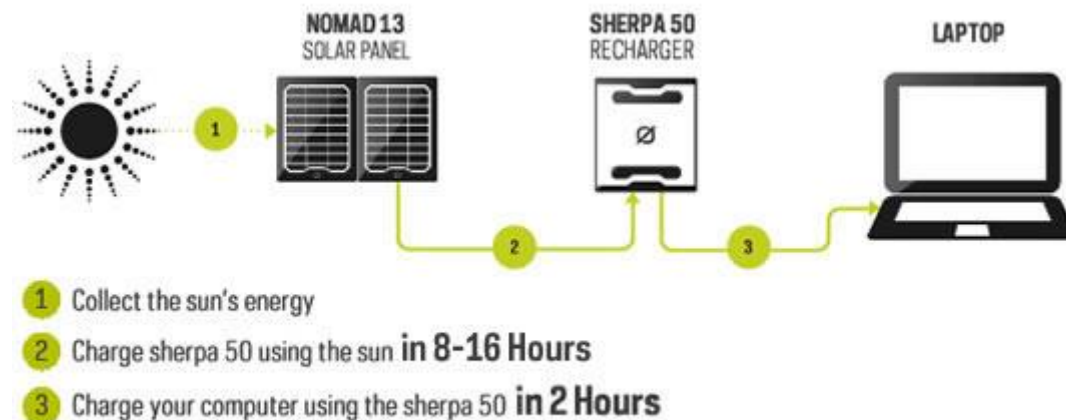 NOMAD 13
SOLAR PANEL
SHERPA 50
RECHARGER
LAPTOP
1
2
3
1 Collect the sun's energy
2 Charge sherpa 50 using the sun in 8-16 Hours
3 Charge your computer using the sherpa 50 in 2 Hours